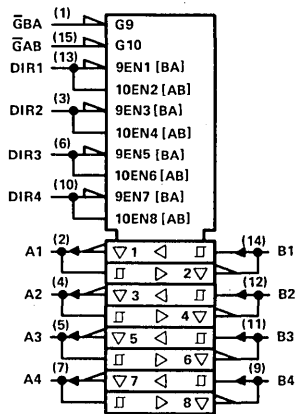 G̅BA (1) G9
G̅AB (15) G10
DIR1 (13) 9EN1 [BA]
10EN2 [AB]
DIR2 (3) 9EN3 [BA]
10EN4 [AB]
DIR3 (6) 9EN5 [BA]
10EN6 [AB]
DIR4 (10) 9EN7 [BA]
10EN8 [AB]
A1 (2) ▽ 1 ◁ (14) B1
▷ 2 ▽
A2 (4) ▽ 3 ◁ (12) B2
▷ 4 ▽
A3 (5) ▽ 5 ◁ (11) B3
▷ 6 ▽
A4 (7) ▽ 7 ◁ (9) B4
▷ 8 ▽